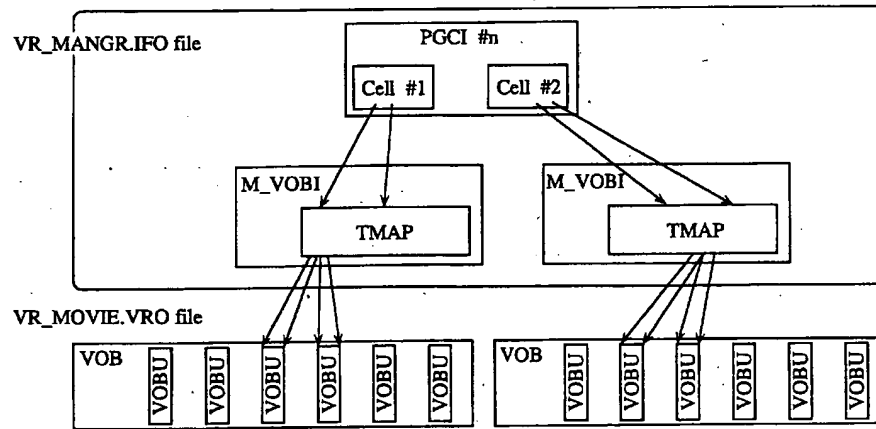 VR_MANGR.IFO file
PGCI #n
Cell #1
Cell #2
M_VOBI
TMAP
M_VOBI
TMAP
VR_MOVIE.VRO file
VOB
VOBU
VOBU
VOBU
VOBU
VOBU
VOBU
VOB
VOBU
VOBU
VOBU
VOBU
VOBU
VOBU